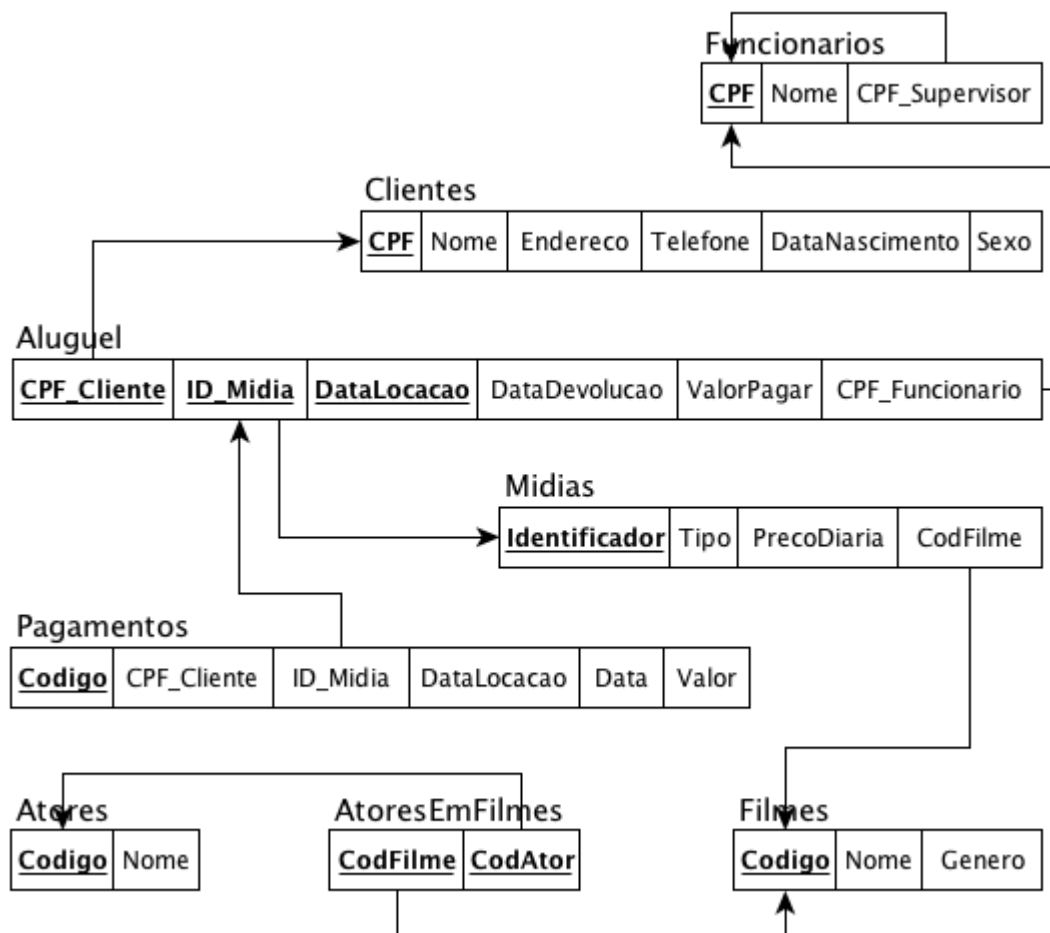 Funcionarios
CPF Nome CPF_Supervisor
Clientes
CPF Nome Endereco Telefone DataNascimento Sexo
Aluguel
CPF_Cliente ID_Midia DataLocacao DataDevolucao ValorPagar CPF_Funcionario
Midias
Identificador Tipo PrecoDiaria CodFilme
Pagamentos
Codigo CPF_Cliente ID_Midia DataLocacao Data Valor
Atores AtoresEmFilmes Filmes
Codigo Nome CodFilme CodAtor Codigo Nome Genero